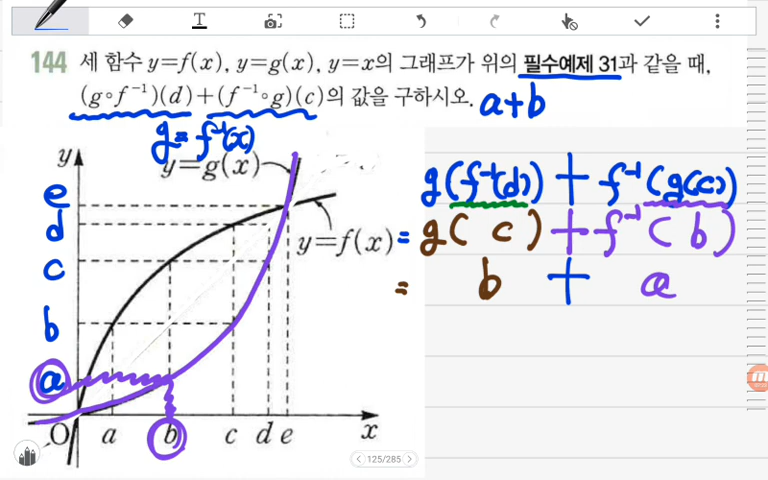 144 세 함수 y=f(x), y=g(x), y=x의 그래프가 위의 필수예제 31과 같을 때,
(g∘f⁻¹)(d)+(f⁻¹∘g)(c)의 값을 구하시오. a+b
g=f⁻¹(x)
y
y=g(x)
e
d
c
b
a
y=f(x)
O a b c d e x
g(f⁻¹(d)) + f⁻¹(g(c))
= g( c ) + f⁻¹( b )
= b + a
125/285